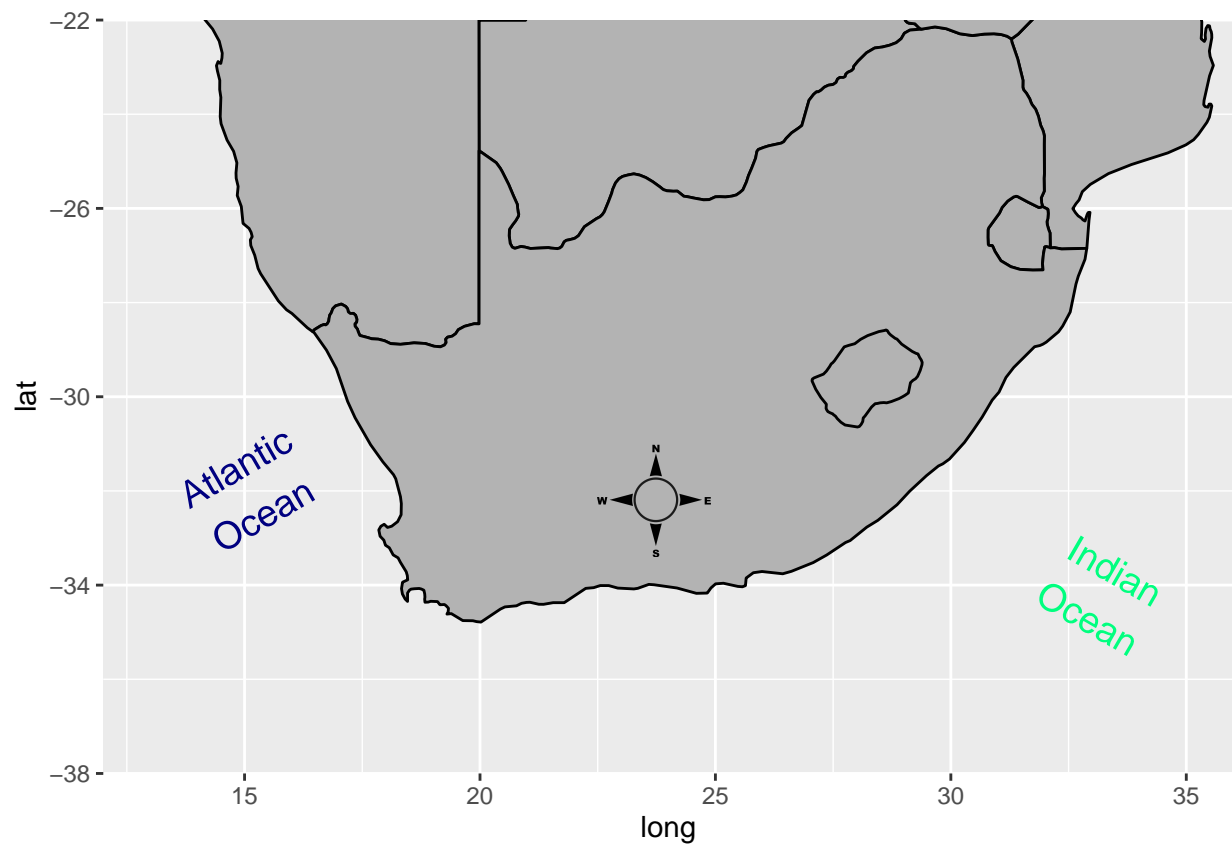 −22
−26
−30
−34
−38
lat
Atlantic
Ocean
N
W E
S
Indian
Ocean
15 20 25 30 35
long